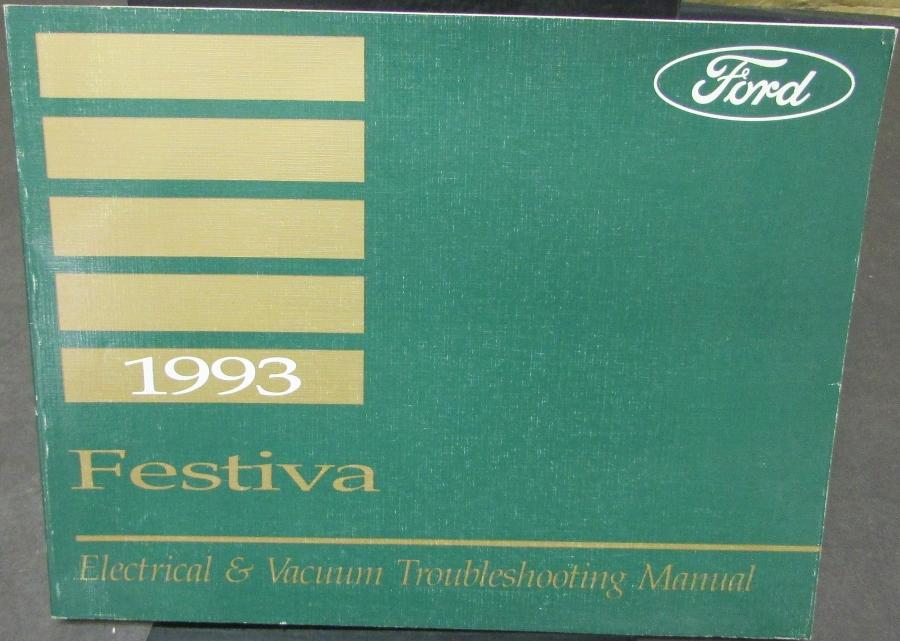 Ford
1993
Festiva
Electrical & Vacuum Troubleshooting Manual